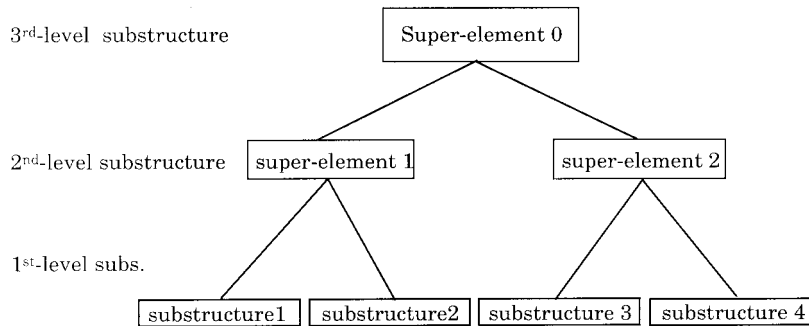 3rd-level substructure
Super-element 0
2nd-level substructure
super-element 1
super-element 2
1st-level subs.
substructure1
substructure2
substructure 3
substructure 4